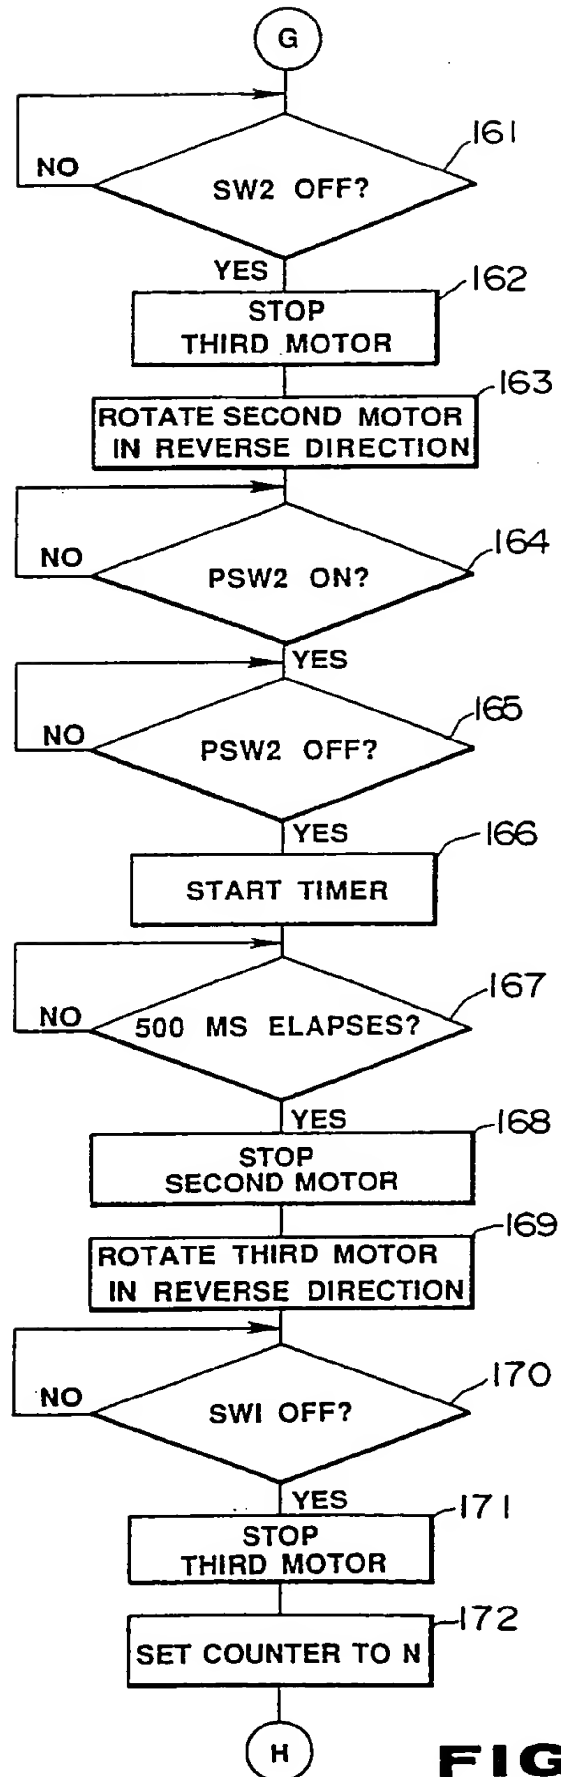 G
161
NO
SW2 OFF?
YES
162
STOP
THIRD MOTOR
163
ROTATE SECOND MOTOR
IN REVERSE DIRECTION
164
NO
PSW2 ON?
YES
165
NO
PSW2 OFF?
YES
166
START TIMER
167
NO
500 MS ELAPSES?
YES
168
STOP
SECOND MOTOR
169
ROTATE THIRD MOTOR
IN REVERSE DIRECTION
170
NO
SW1 OFF?
YES
171
STOP
THIRD MOTOR
172
SET COUNTER TO N
H
FIG